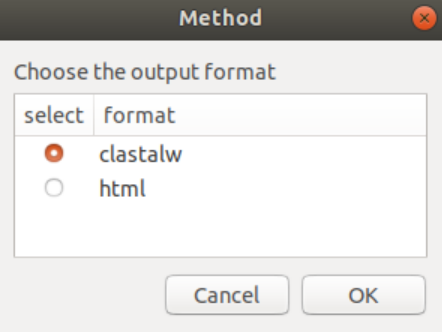 Method
Choose the output format
select format
clastalw
html
Cancel OK